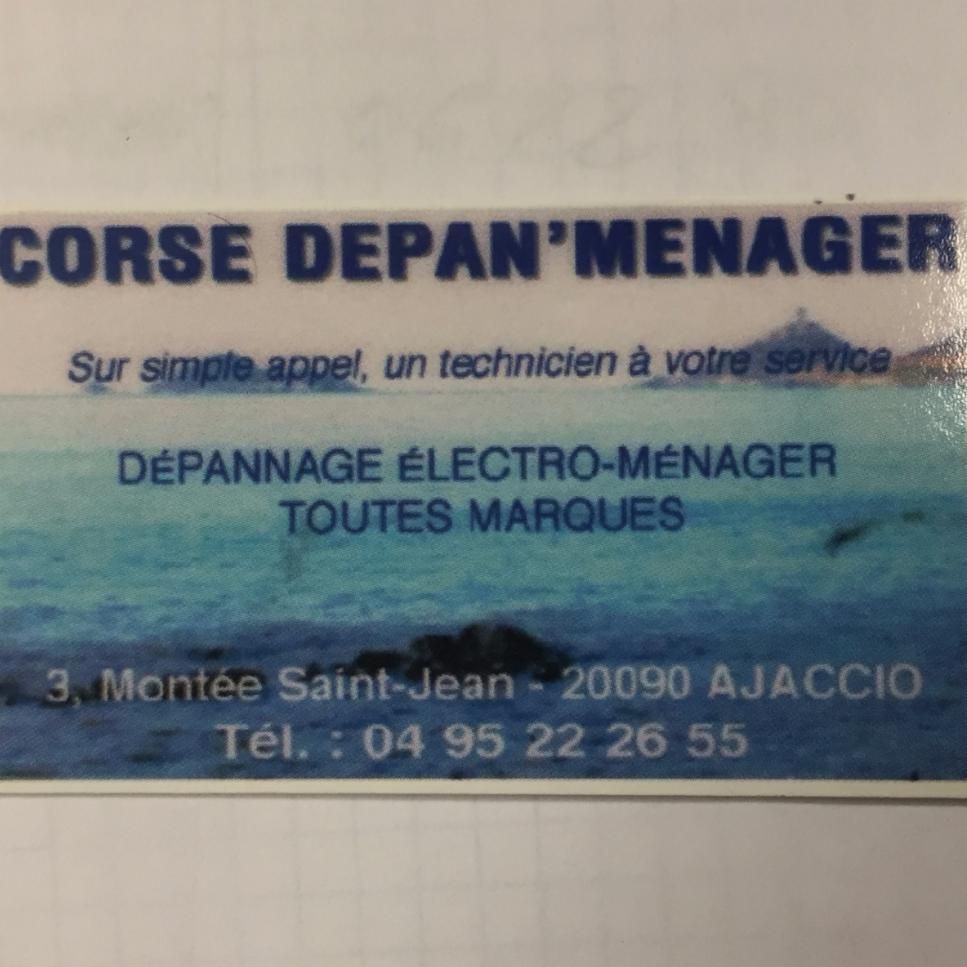 CORSE DEPAN'MENAGER
Sur simple appel, un technicien à votre service
DÉPANNAGE ÉLECTRO-MÉNAGER
TOUTES MARQUES
3, Montée Saint-Jean - 20090 AJACCIO
Tél. : 04 95 22 26 55